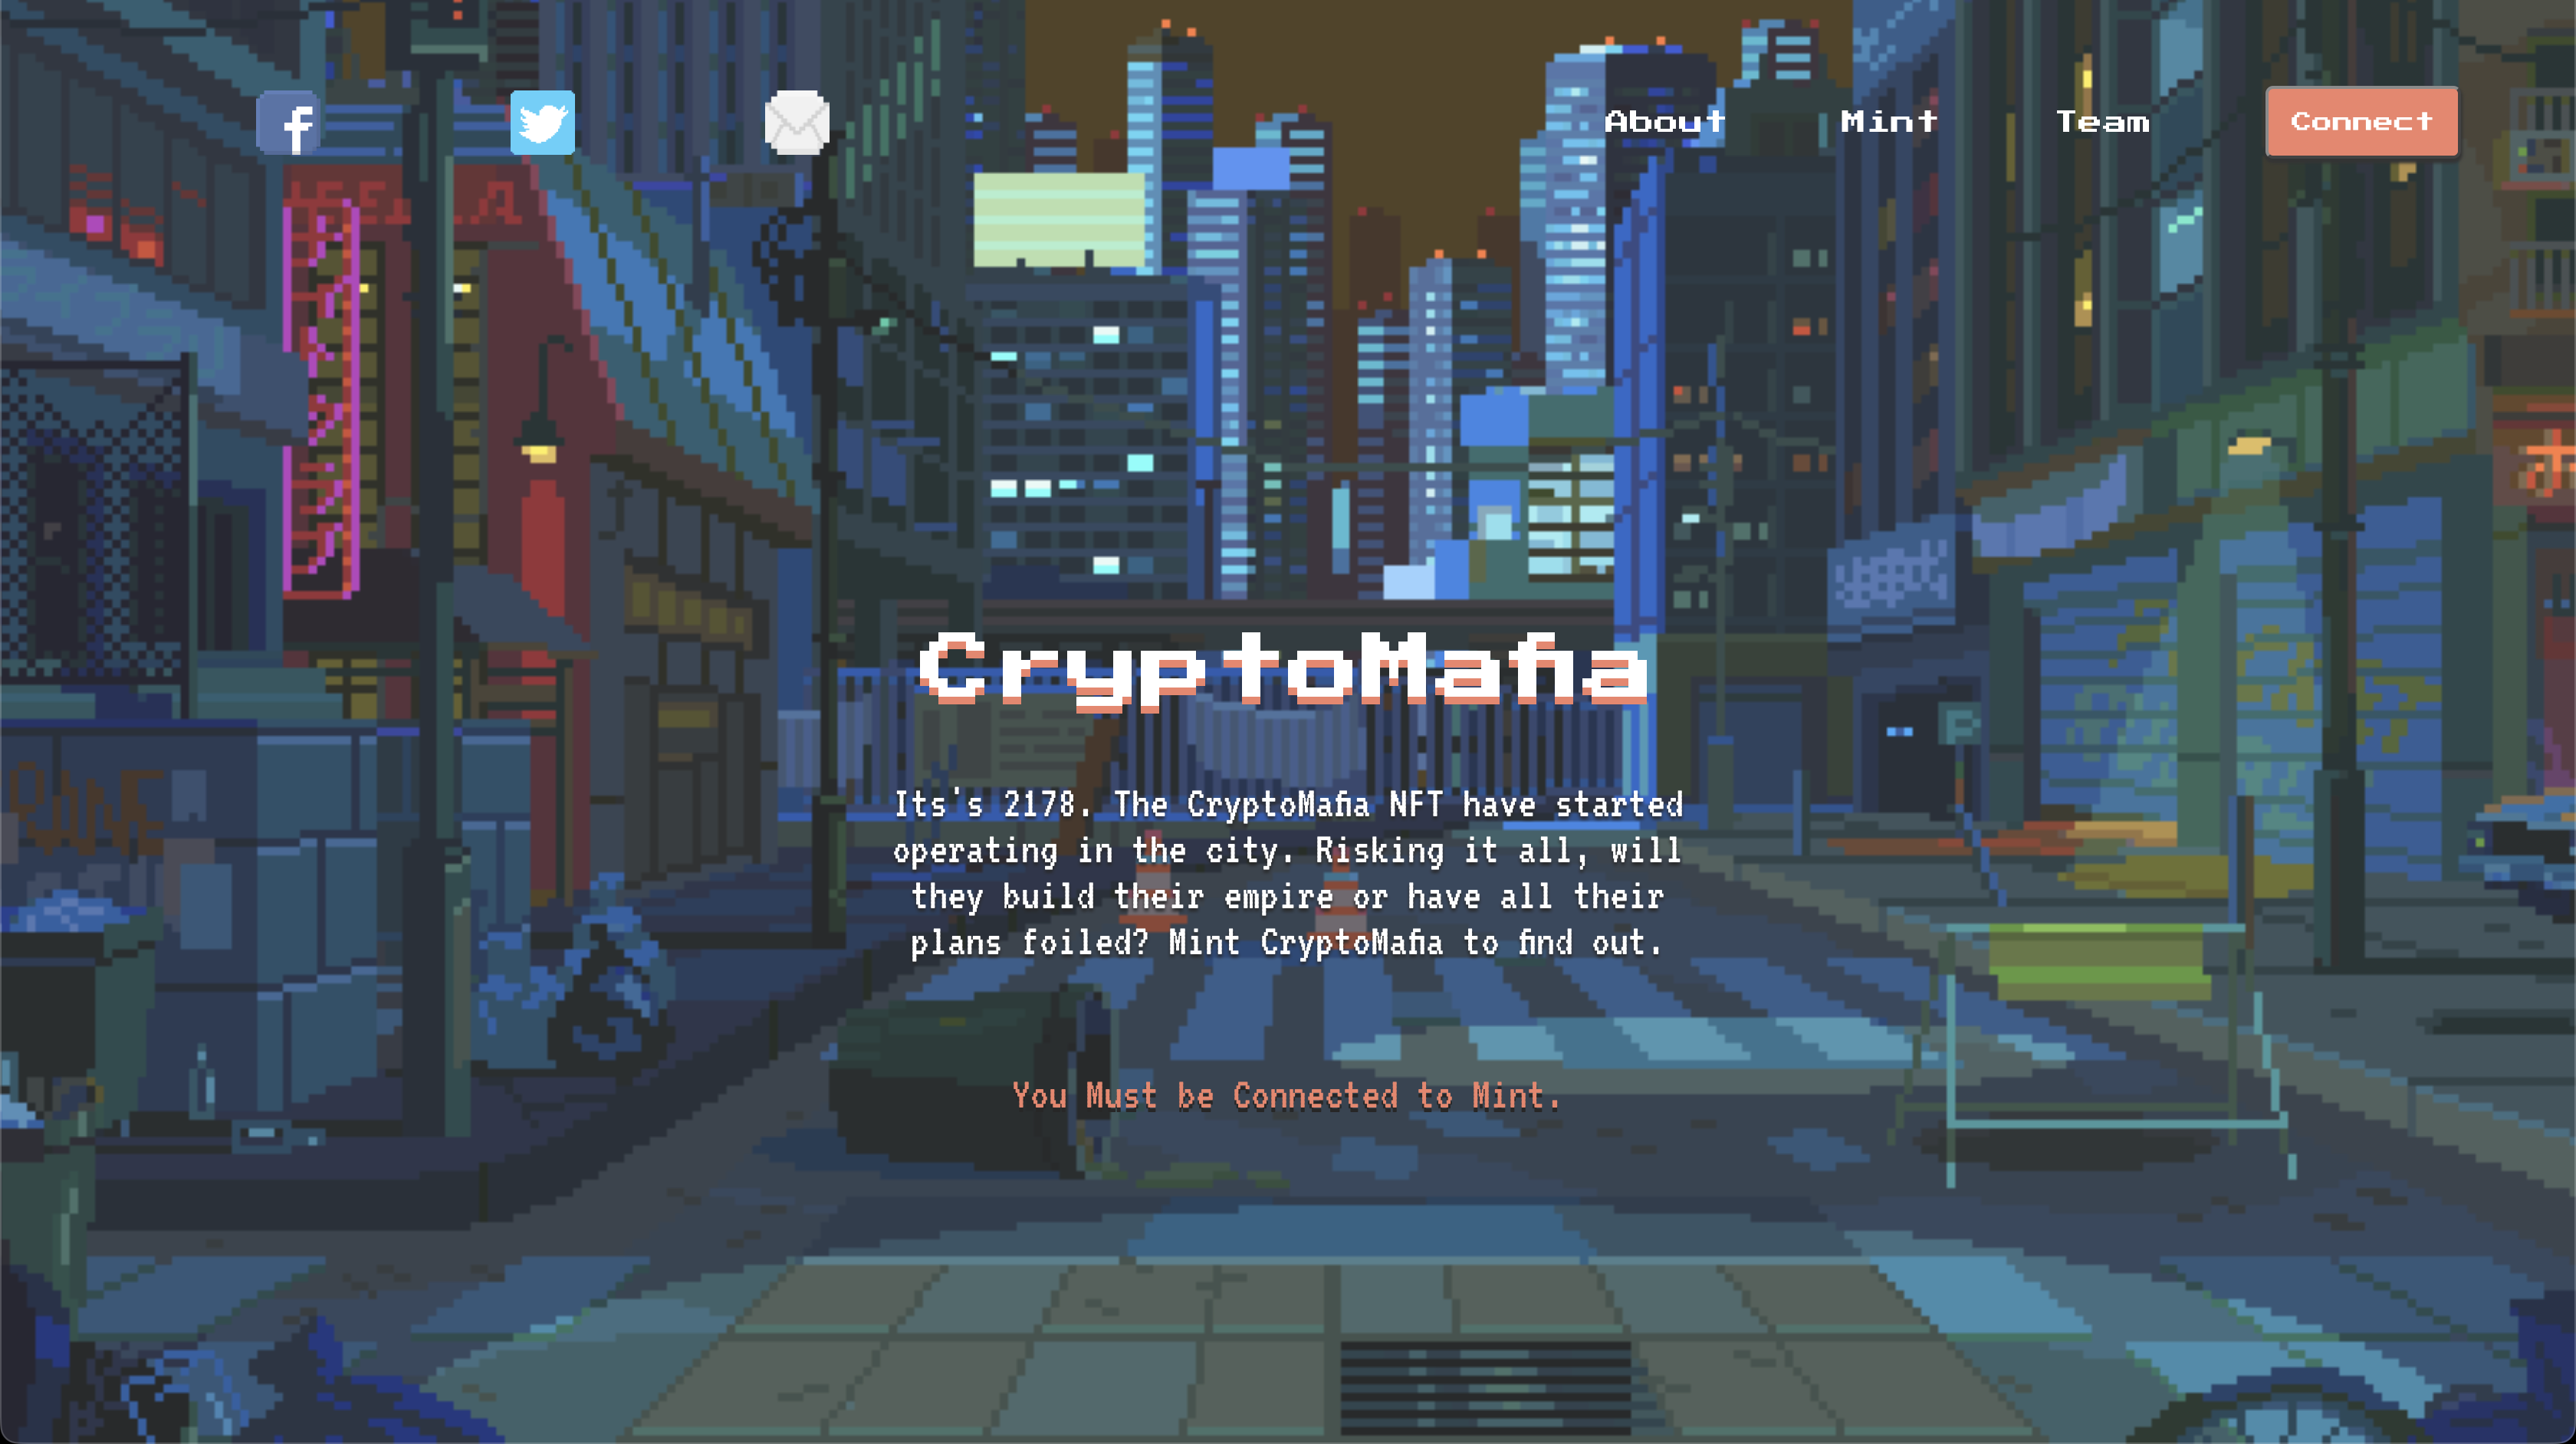 About
Mint
Team
Connect
CryptoMafia
Its's 2178. The CryptoMafia NFT have started
operating in the city. Risking it all, will
they build their empire or have all their
plans foiled? Mint CryptoMafia to find out.
You Must be Connected to Mint.